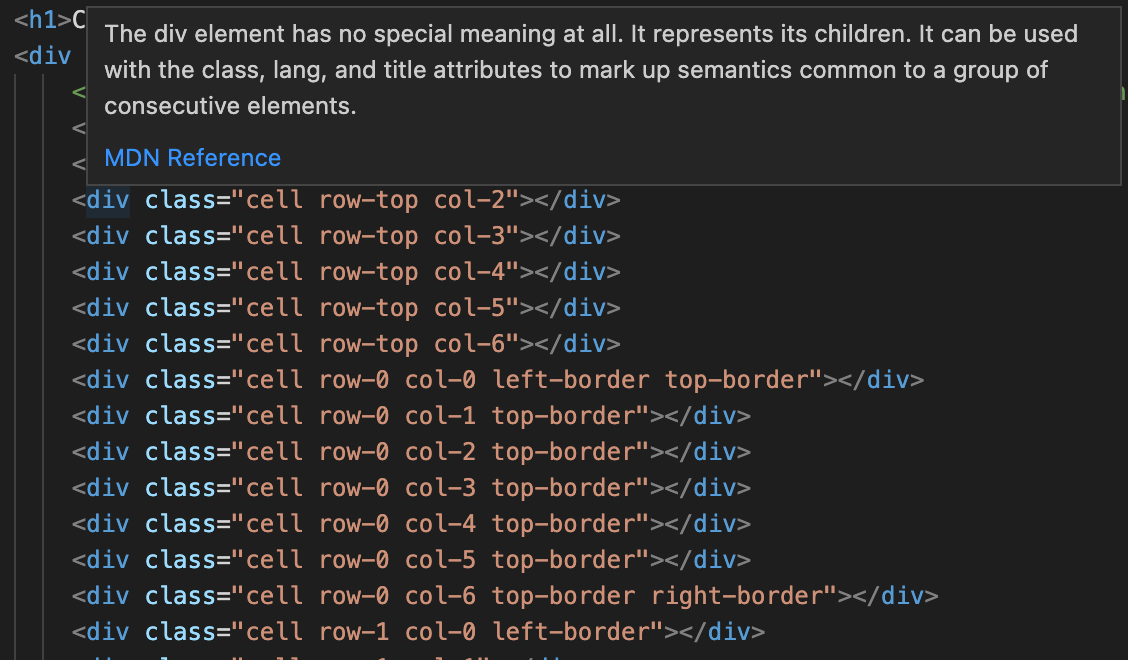 <h1>C
The div element has no special meaning at all. It represents its children. It can be used
<div
with the class, lang, and title attributes to mark up semantics common to a group of
<
consecutive elements.
<
<
MDN Reference
<div class="cell row-top col-2"></div>
<div class="cell row-top col-3"></div>
<div class="cell row-top col-4"></div>
<div class="cell row-top col-5"></div>
<div class="cell row-top col-6"></div>
<div class="cell row-0 col-0 left-border top-border"></div>
<div class="cell row-0 col-1 top-border"></div>
<div class="cell row-0 col-2 top-border"></div>
<div class="cell row-0 col-3 top-border"></div>
<div class="cell row-0 col-4 top-border"></div>
<div class="cell row-0 col-5 top-border"></div>
<div class="cell row-0 col-6 top-border right-border"></div>
<div class="cell row-1 col-0 left-border"></div>